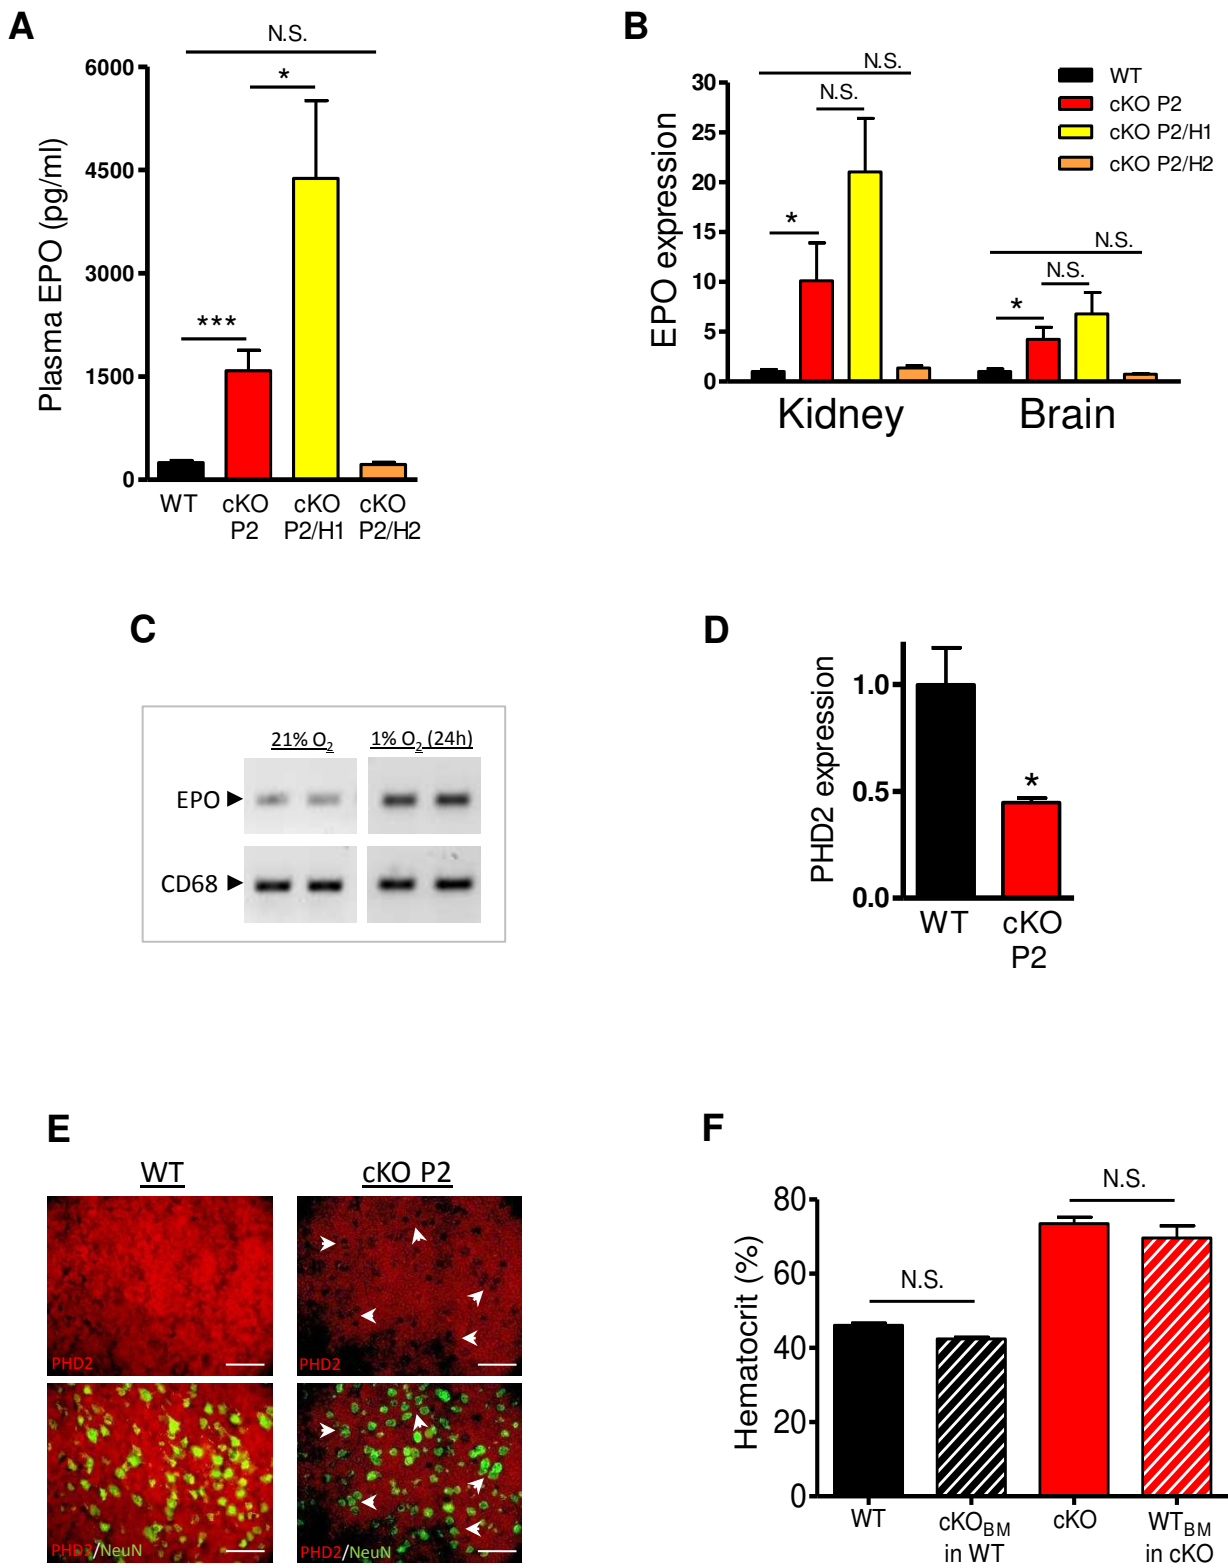 A
N.S.
*
***
Plasma EPO (pg/ml)
6000
4500
3000
1500
0
WT
cKO
P2
cKO
P2/H1
cKO
P2/H2
B
N.S.
N.S.
*
N.S.
N.S.
*
EPO expression
30
25
20
15
10
5
0
Kidney
Brain
WT
cKO P2
cKO P2/H1
cKO P2/H2
C
21% O2
1% O2 (24h)
EPO
CD68
D
PHD2 expression
1.0
0.5
0.0
*
WT
cKO
P2
E
WT
cKO P2
PHD2
PHD2
PHD2/NeuN
PHD2/NeuN
F
Hematocrit (%)
80
60
40
20
0
N.S.
N.S.
WT
cKOBM
in WT
cKO
WTBM
in cKO